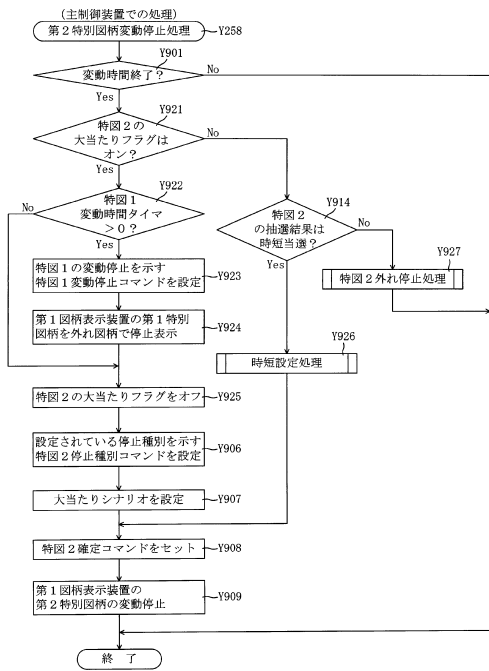 (主制御装置での処理)
第2特別図柄変動停止処理
Y258
Y901
変動時間終了？
No
Yes
Y921
特図2の
大当たりフラグは
オン？
No
Yes
Y922
特図1
変動時間タイマ
＞0？
No
Yes
Y914
特図2
の抽選結果は
時短当選？
No
Yes
Y927
特図2外れ停止処理
特図1の変動停止を示す
特図1変動停止コマンドを設定
Y923
第1図柄表示装置の第1特別
図柄を外れ図柄で停止表示
Y924
Y926
時短設定処理
特図2の大当たりフラグをオフ
Y925
設定されている停止種別を示す
特図2停止種別コマンドを設定
Y906
大当たりシナリオを設定
Y907
特図2確定コマンドをセット
Y908
第1図柄表示装置の
第2特別図柄の変動停止
Y909
終 了